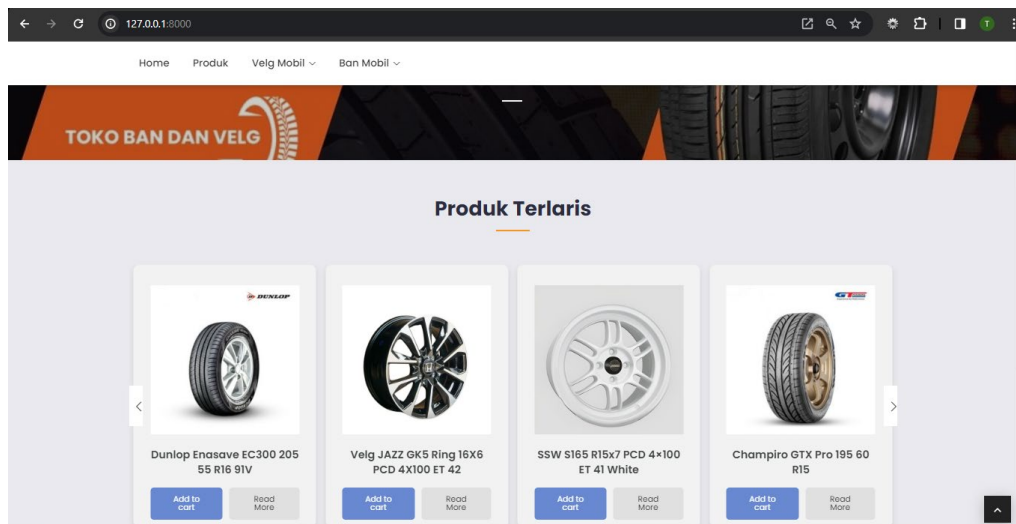 127.0.0.1:8000
T
Home Produk Velg Mobil Ban Mobil
TOKO BAN DAN VELG
Produk Terlaris
DUNLOP
GT
Dunlop Enasave EC300 205
55 R16 91V
Velg JAZZ GK5 Ring 16X6
PCD 4X100 ET 42
SSW S165 R15x7 PCD 4×100
ET 41 White
Champiro GTX Pro 195 60
R15
Add to
cart
Read
More
Add to
cart
Read
More
Add to
cart
Read
More
Add to
cart
Read
More